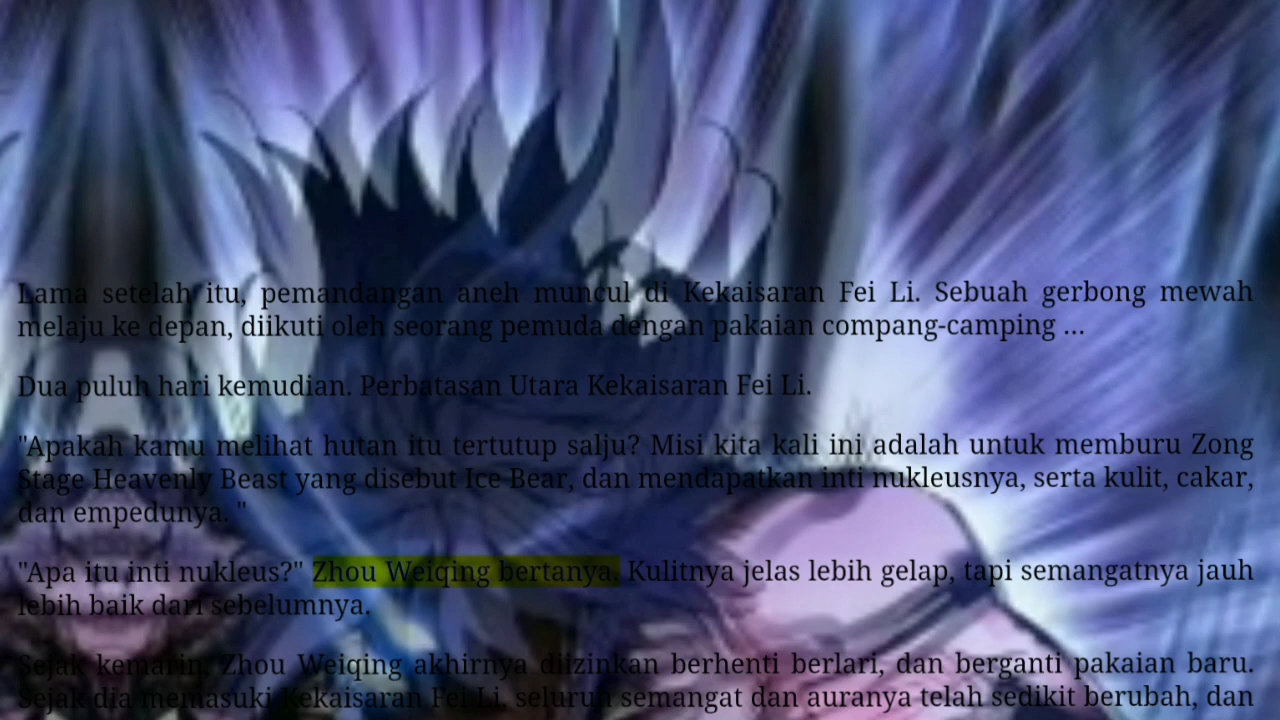 Lama setelah itu, pemandangan aneh muncul di Kekaisaran Fei Li. Sebuah gerbong mewah
melaju ke depan, diikuti oleh seorang pemuda dengan pakaian compang-camping ...
Dua puluh hari kemudian. Perbatasan Utara Kekaisaran Fei Li.
"Apakah kamu melihat hutan itu tertutup salju? Misi kita kali ini adalah untuk memburu Zong
Stage Heavenly Beast yang disebut Ice Bear, dan mendapatkan inti nukleusnya, serta kulit, cakar,
dan empedunya. "
"Apa itu inti nukleus?" Zhou Weiqing bertanya. Kulitnya jelas lebih gelap, tapi semangatnya jauh
lebih baik dari sebelumnya.
Sejak kemarin, Zhou Weiqing akhirnya diizinkan berhenti berlari, dan berganti pakaian baru.
Sejak dia memasuki Kekaisaran Fei Li, seluruh semangat dan auranya telah sedikit berubah, dan